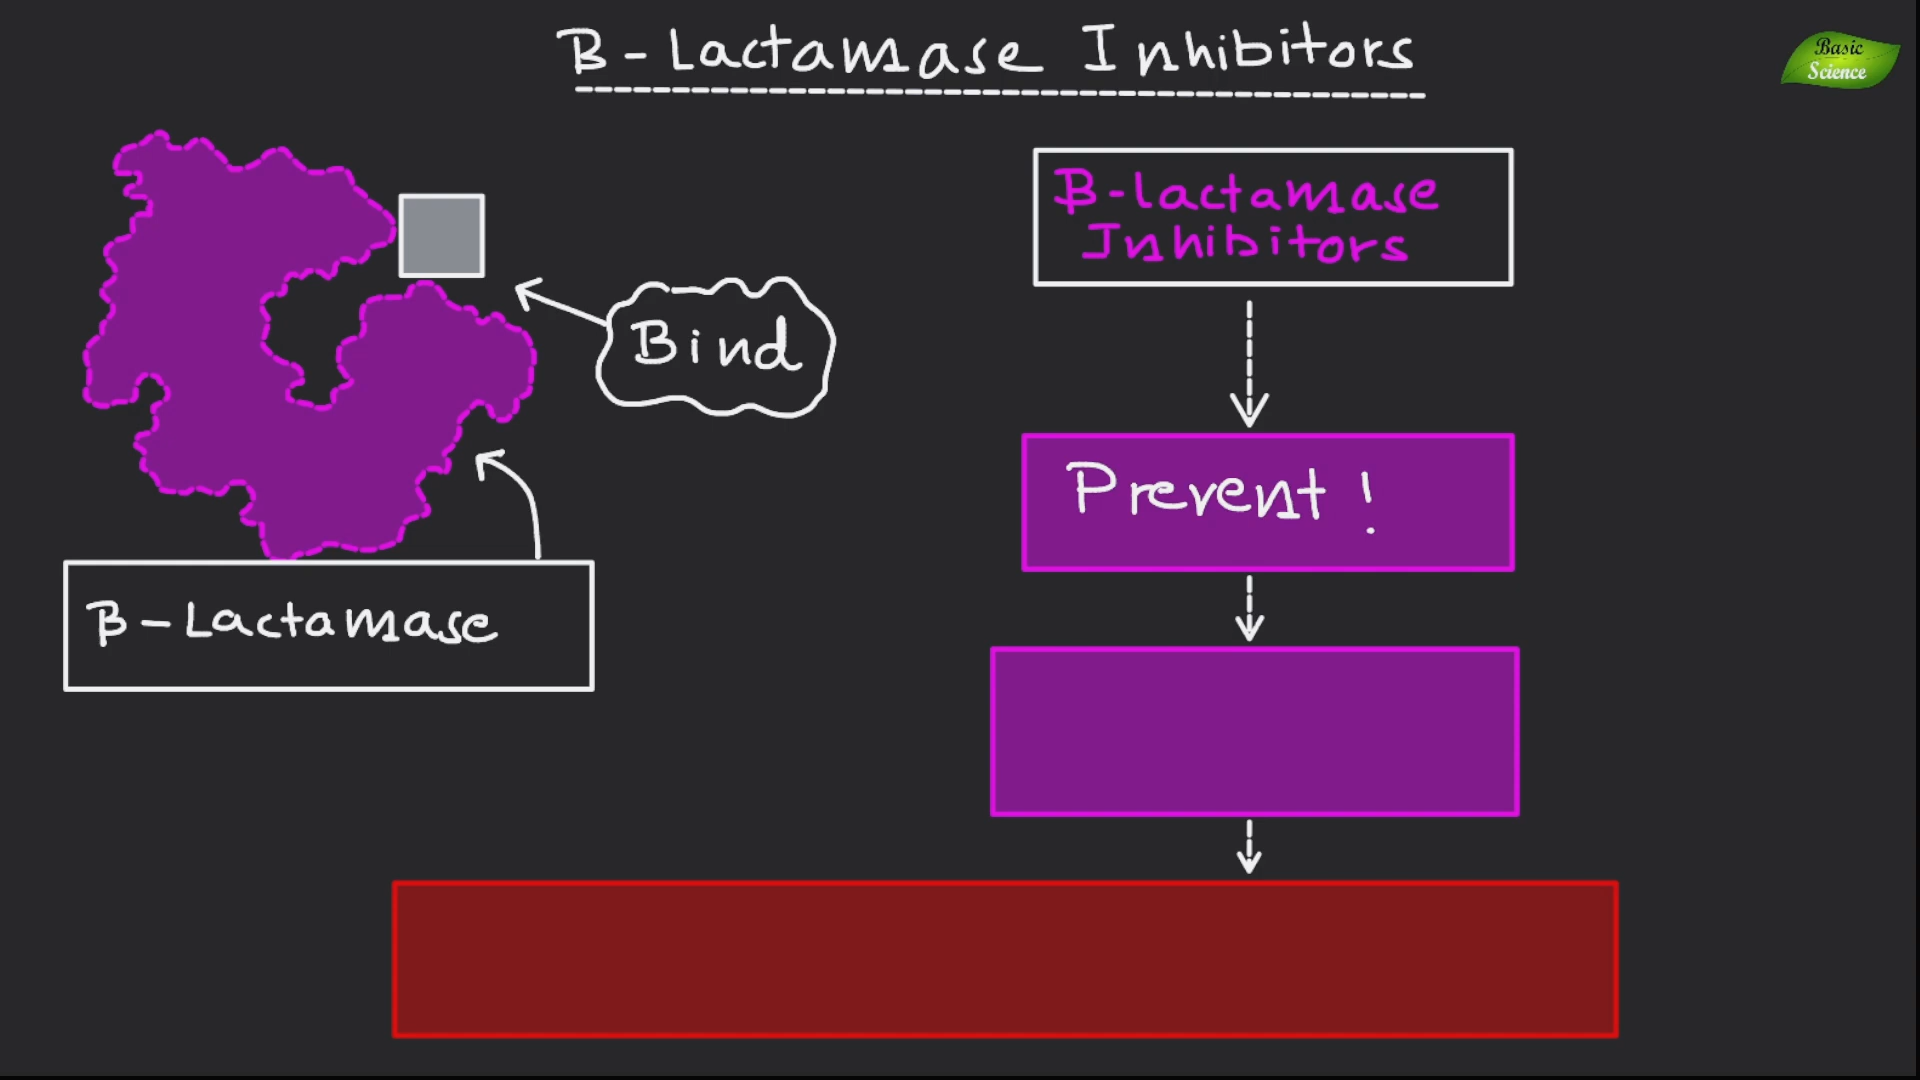 B-Lactamase Inhibitors
Basic
Science
B-lactamase
Inhibitors
Bind
Prevent !
B-Lactamase